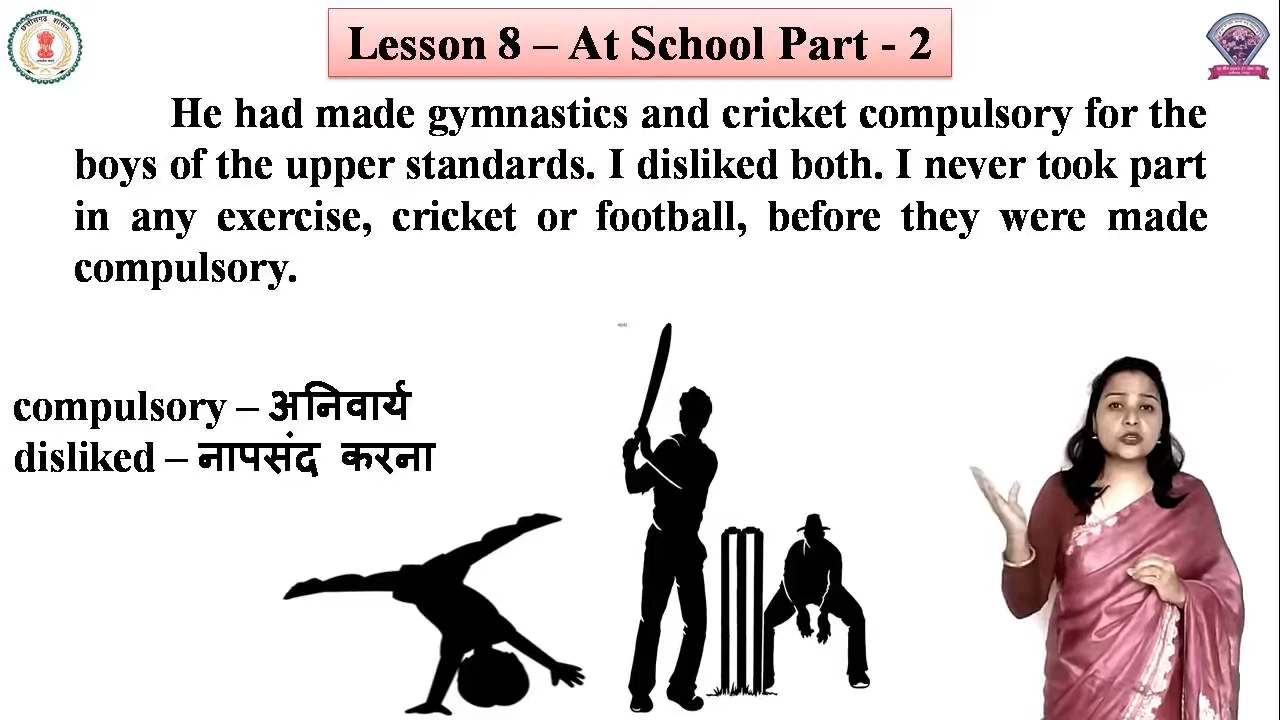 Lesson 8 – At School Part - 2
He had made gymnastics and cricket compulsory for the
boys of the upper standards. I disliked both. I never took part
in any exercise, cricket or football, before they were made
compulsory.
compulsory – अनिवार्य
disliked – नापसंद करना